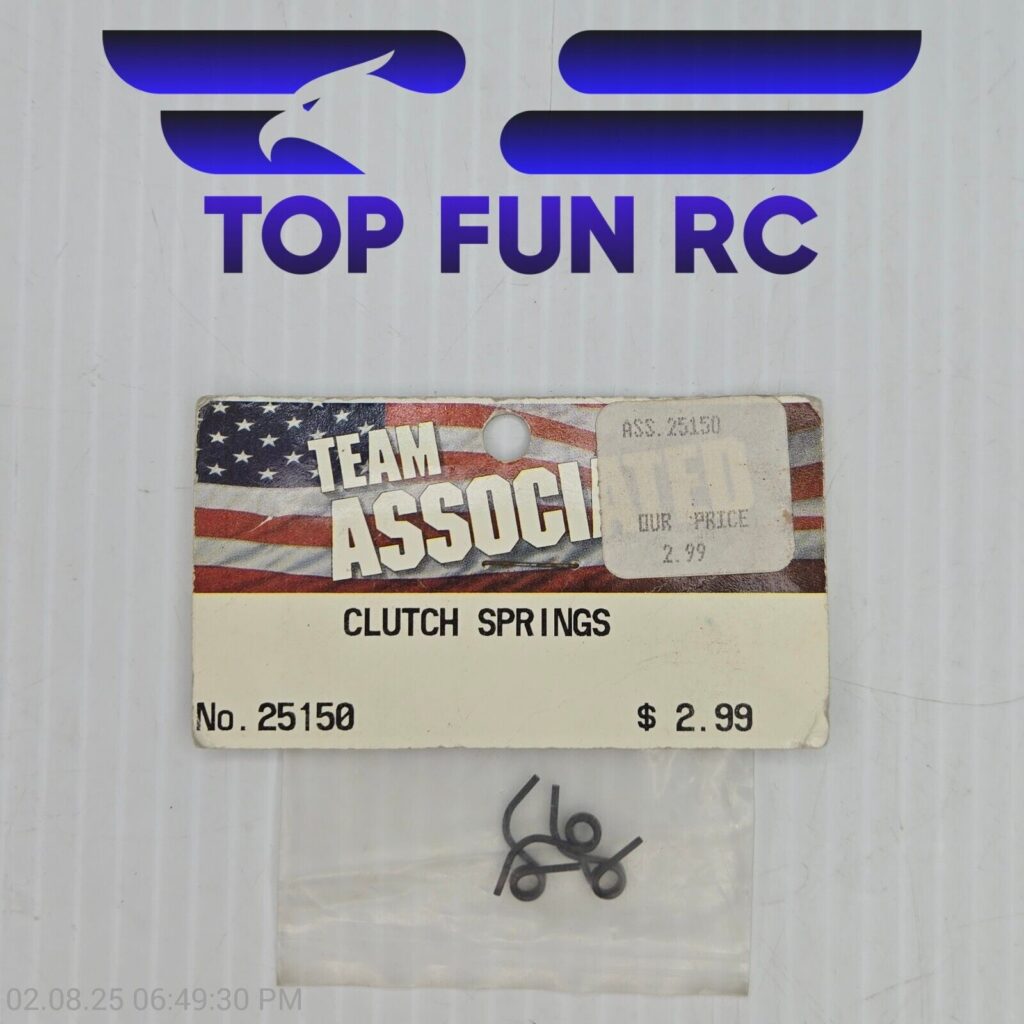 TOP FUN RC
TEAM
ASSOCIATED
ASS.25150
OUR PRICE
2.99
CLUTCH SPRINGS
No. 25150
$ 2.99
02.08.25 06:49:30 PM